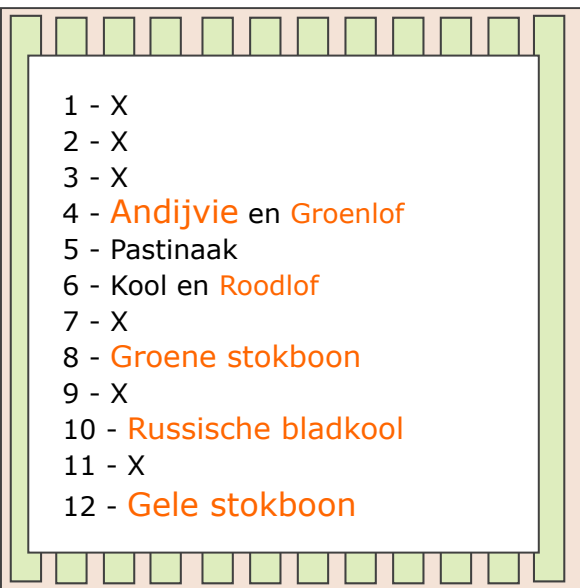 1 - X
2 - X
3 - X
4 - Andijvie en Groenlof
5 - Pastinaak
6 - Kool en Roodlof
7 - X
8 - Groene stokboon
9 - X
10 - Russische bladkool
11 - X
12 - Gele stokboon